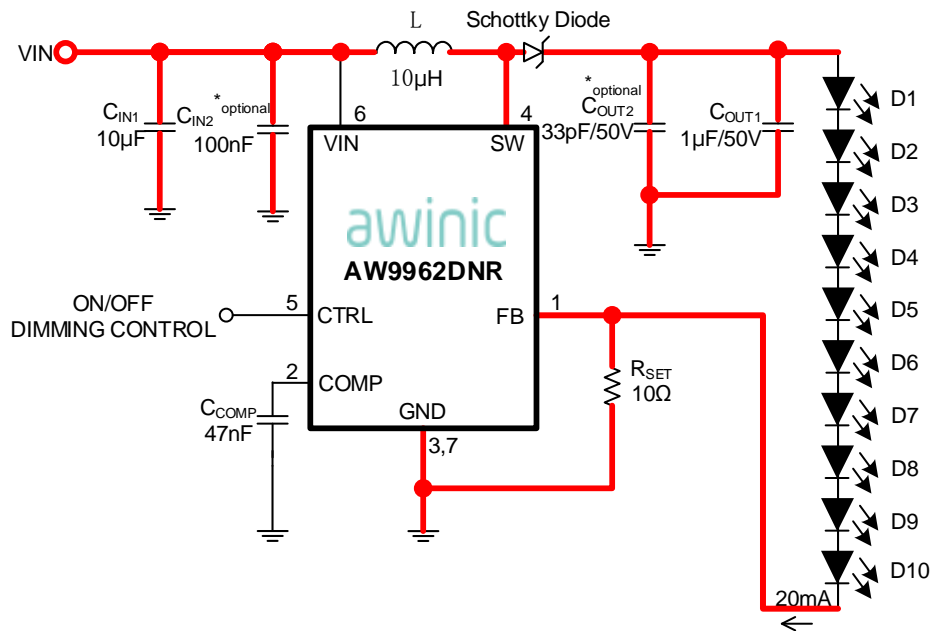 L
Schottky Diode
VIN
10μH
CIN1
10μF
CIN2
*optional
100nF
6
VIN
4
SW
*optional
COUT2
33pF/50V
COUT1
1μF/50V
D1
D2
D3
D4
D5
D6
D7
D8
D9
D10
awinic
AW9962DNR
ON/OFF
DIMMING CONTROL
5
CTRL
FB
1
2
COMP
CCOMP
47nF
GND
3,7
RSET
10Ω
20mA